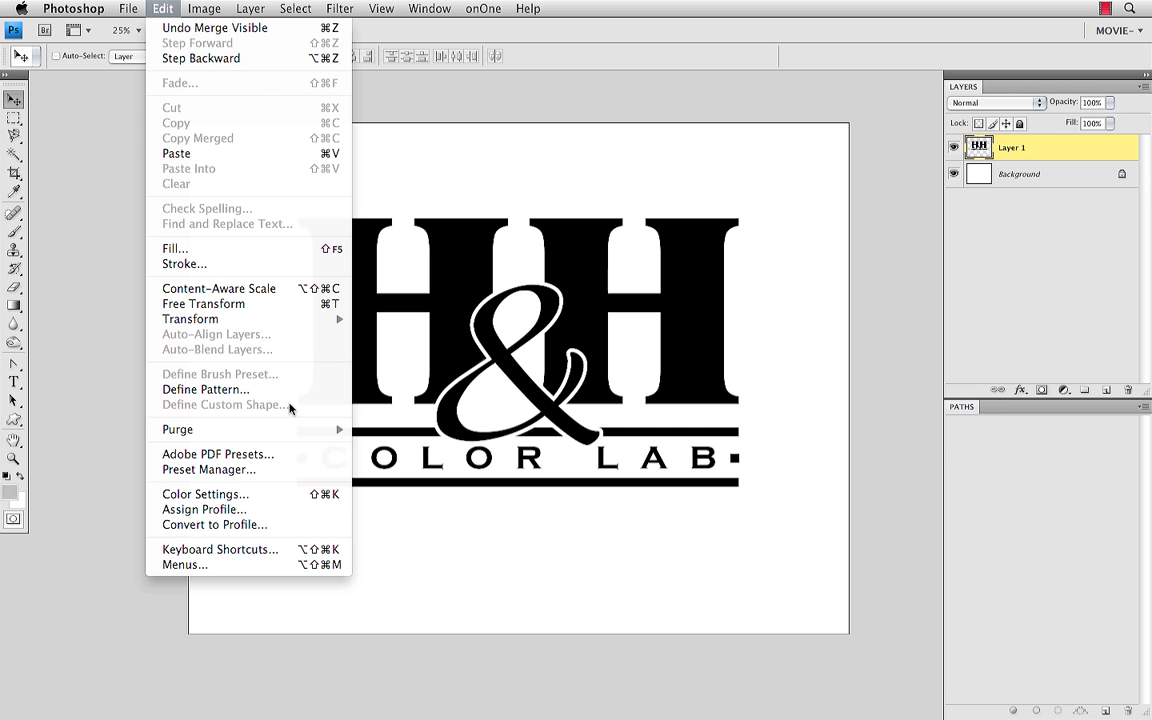 Photoshop File Edit Image Layer Select Filter View Window onOne Help
Ps Br 25% MOVIE-
Auto-Select: Layer
Undo Merge Visible ⌘Z
Step Forward ⇧⌘Z
Step Backward ⌥⌘Z
Fade... ⇧⌘F
Cut ⌘X
Copy ⌘C
Copy Merged ⇧⌘C
Paste ⌘V
Paste Into ⇧⌘V
Clear
Check Spelling...
Find and Replace Text...
Fill... ⇧F5
Stroke...
Content-Aware Scale ⌥⇧⌘C
Free Transform ⌘T
Transform
Auto-Align Layers...
Auto-Blend Layers...
Define Brush Preset...
Define Pattern...
Define Custom Shape...
Purge
Adobe PDF Presets...
Preset Manager...
Color Settings... ⇧⌘K
Assign Profile...
Convert to Profile...
Keyboard Shortcuts... ⌥⇧⌘K
Menus... ⌥⇧⌘M
H&H
COLOR LAB
LAYERS
Normal Opacity: 100%
Lock: Fill: 100%
H&H Layer 1
Background
fx
PATHS